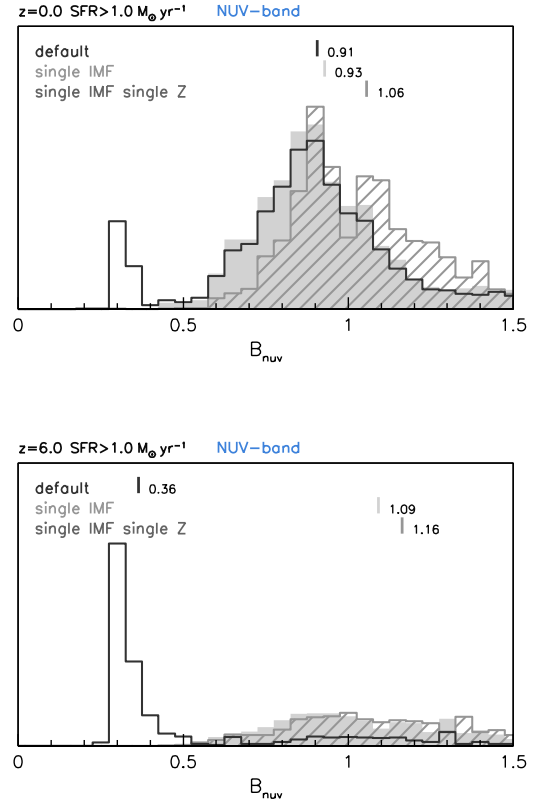 z=0.0 SFR>1.0 M⊙ yr⁻¹ NUV-band
default 0.91
single IMF 0.93
single IMF single Z 1.06
0 0.5 1 1.5
Bnuv
z=6.0 SFR>1.0 M⊙ yr⁻¹ NUV-band
default 0.36
single IMF 1.09
single IMF single Z 1.16
0 0.5 1 1.5
Bnuv